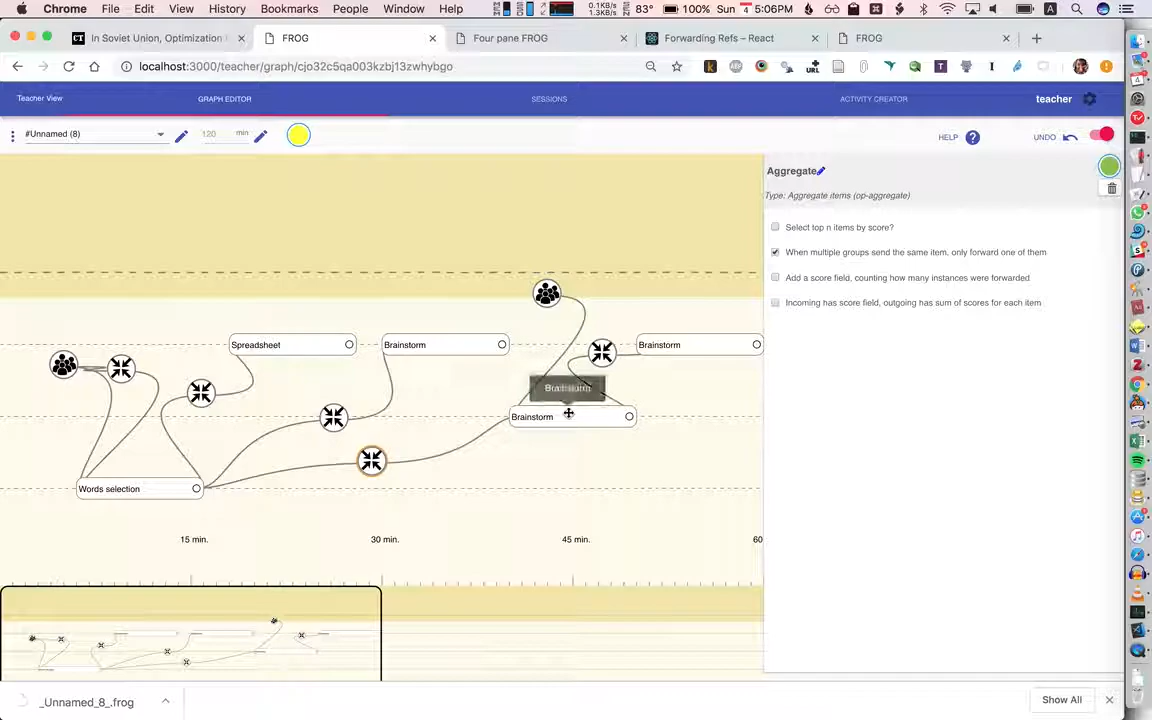 Chrome File Edit View History Bookmarks People Window Help 0.1KB/s 1.3KB/s 83° 100% Sun 4 5:06PM
In Soviet Union, Optimization
FROG
Four pane FROG
Forwarding Refs – React
FROG
localhost:3000/teacher/graph/cjo32c5qa003kzbj13zwhybgo
Teacher View GRAPH EDITOR SESSIONS ACTIVITY CREATOR teacher
#Unnamed (8) 120 min HELP ? UNDO
Aggregate
Type: Aggregate items (op-aggregate)
Select top n items by score?
When multiple groups send the same item, only forward one of them
Add a score field, counting how many instances were forwarded
Incoming has score field, outgoing has sum of scores for each item
Spreadsheet
Brainstorm
Brainstorm
Brainstorm
Brainstorm
Words selection
15 min. 30 min. 45 min. 60
_Unnamed_8_.frog
Show All